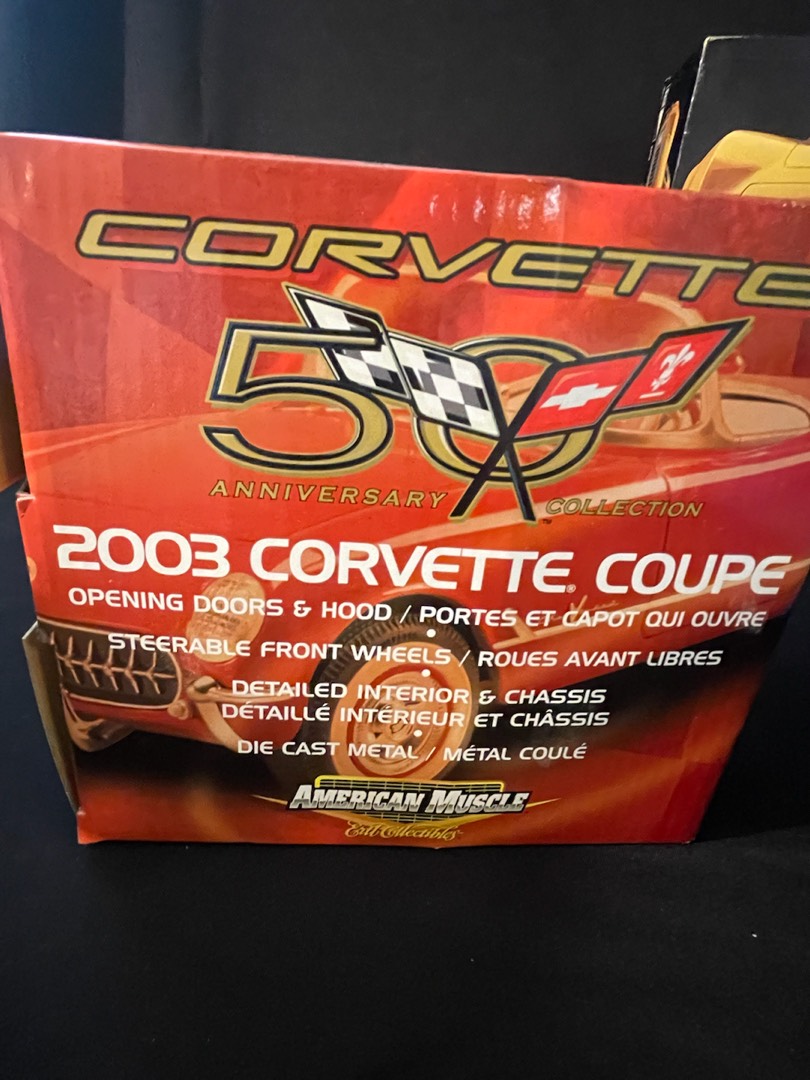 CORVETTE
50
ANNIVERSARY COLLECTION™
2003 CORVETTE® COUPE
OPENING DOORS & HOOD / PORTES ET CAPOT QUI OUVRE
•
STEERABLE FRONT WHEELS / ROUES AVANT LIBRES
•
DETAILED INTERIOR & CHASSIS
DÉTAILLÉ INTÉRIEUR ET CHÂSSIS
•
DIE CAST METAL / MÉTAL COULÉ
AMERICAN MUSCLE
Ertl Collectibles